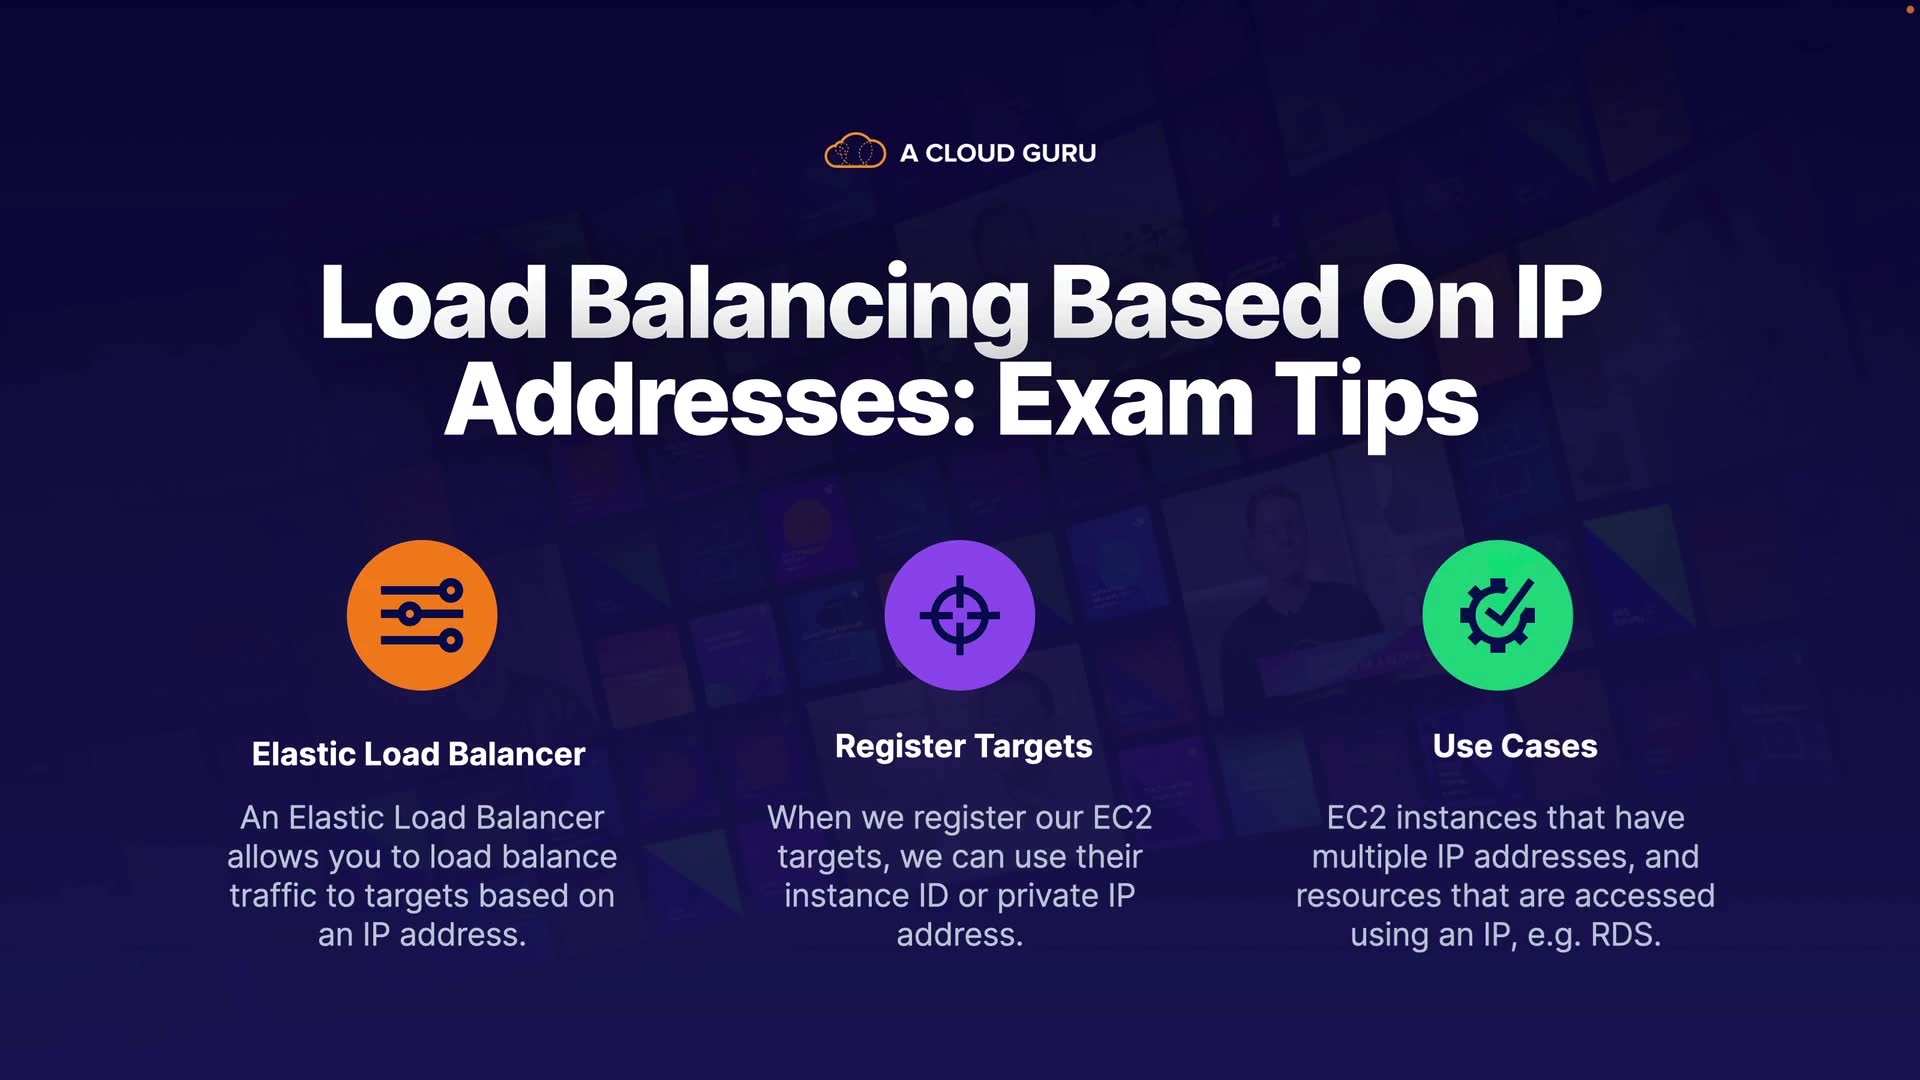 A CLOUD GURU
Load Balancing Based On IP
Addresses: Exam Tips
Elastic Load Balancer
An Elastic Load Balancer
allows you to load balance
traffic to targets based on
an IP address.
Register Targets
When we register our EC2
targets, we can use their
instance ID or private IP
address.
Use Cases
EC2 instances that have
multiple IP addresses, and
resources that are accessed
using an IP, e.g. RDS.